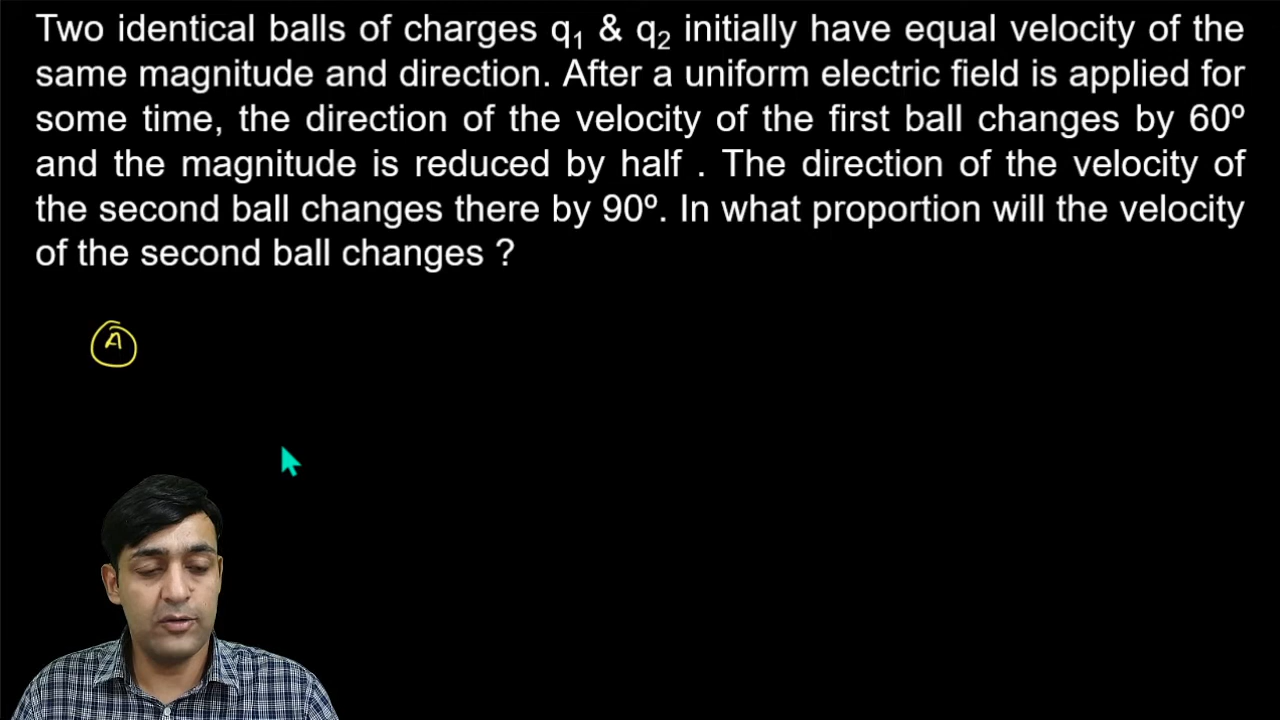 Two identical balls of charges q₁ & q₂ initially have equal velocity of the
same magnitude and direction. After a uniform electric field is applied for
some time, the direction of the velocity of the first ball changes by 60º
and the magnitude is reduced by half . The direction of the velocity of
the second ball changes there by 90º. In what proportion will the velocity
of the second ball changes ?
A